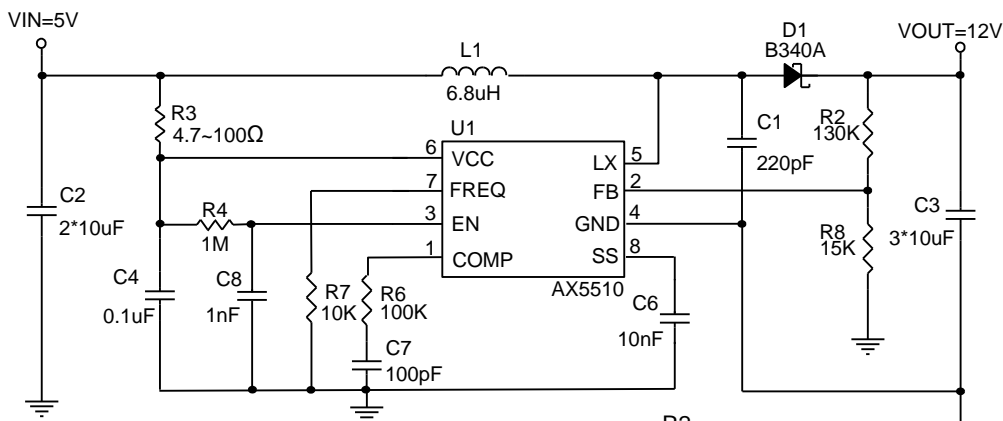 VIN=5V
D1
B340A
VOUT=12V
L1
6.8uH
R3
4.7~100Ω
U1
C1
220pF
R2
130K
6
VCC
LX
5
7
FREQ
FB
2
C2
2*10uF
R4
1M
3
EN
GND
4
C3
3*10uF
R8
15K
1
COMP
SS
8
AX5510
C4
0.1uF
C8
1nF
R7
10K
R6
100K
C6
10nF
C7
100pF